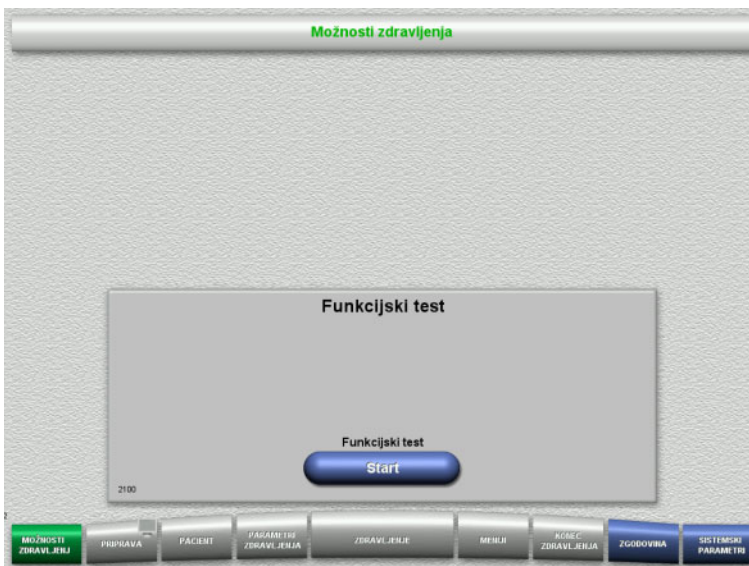 Možnosti zdravljenja
Funkcijski test
Funkcijski test
Start
2100
MOŽNOSTI
ZDRAVLJENJ
PRIPRAVA
PACIENT
PARAMETRI
ZDRAVLJENJA
ZDRAVLJENJE
MENIJI
KONEC
ZDRAVLJENJA
ZGODOVINA
SISTEMSKI
PARAMETRI